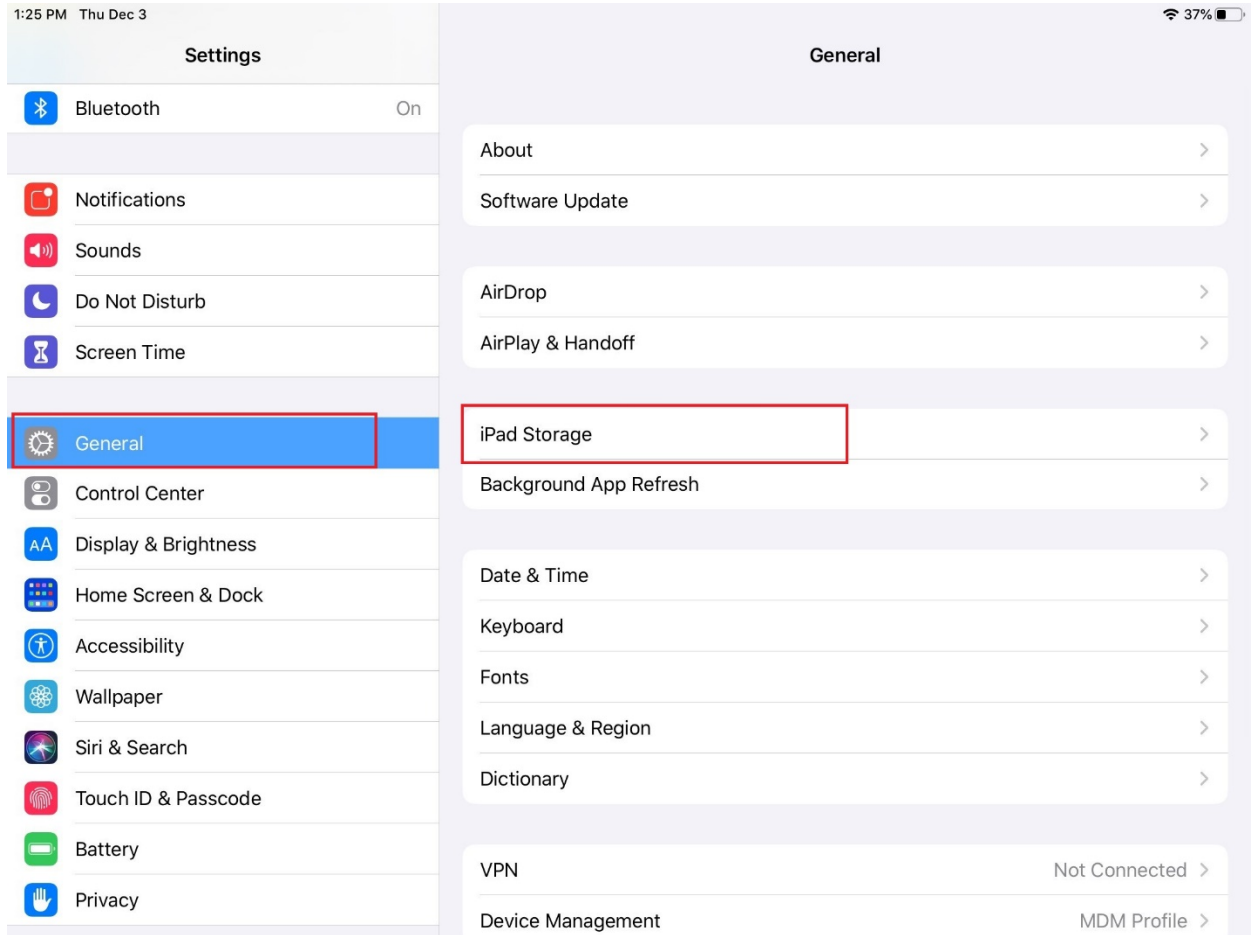 1:25 PM Thu Dec 3
37%
Settings
General
Bluetooth On
Notifications
Sounds
Do Not Disturb
Screen Time
General
Control Center
AA Display & Brightness
Home Screen & Dock
Accessibility
Wallpaper
Siri & Search
Touch ID & Passcode
Battery
Privacy
About
Software Update
AirDrop
AirPlay & Handoff
iPad Storage
Background App Refresh
Date & Time
Keyboard
Fonts
Language & Region
Dictionary
VPN Not Connected
Device Management MDM Profile